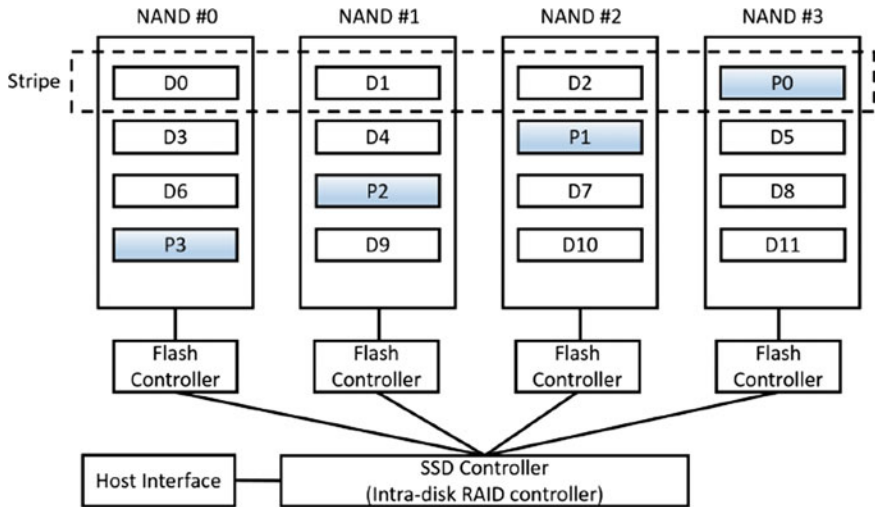 NAND #0 NAND #1 NAND #2 NAND #3
Stripe
D0 D1 D2 P0
D3 D4 P1 D5
D6 P2 D7 D8
P3 D9 D10 D11
Flash
Controller
Flash
Controller
Flash
Controller
Flash
Controller
Host Interface
SSD Controller
(Intra-disk RAID controller)